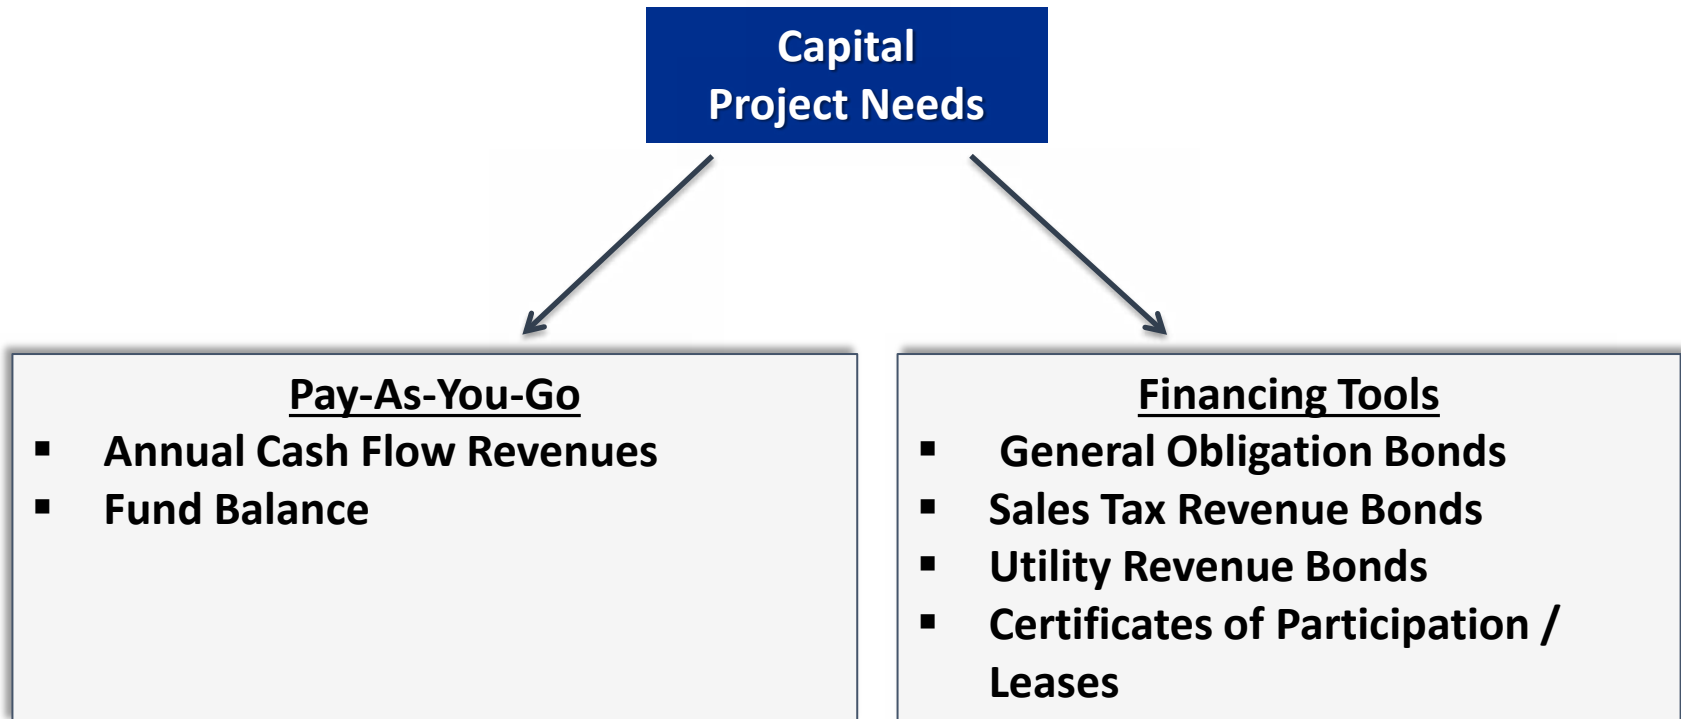 Capital
Project Needs
Pay-As-You-Go
▪ Annual Cash Flow Revenues
▪ Fund Balance
Financing Tools
▪ General Obligation Bonds
▪ Sales Tax Revenue Bonds
▪ Utility Revenue Bonds
▪ Certificates of Participation /
Leases